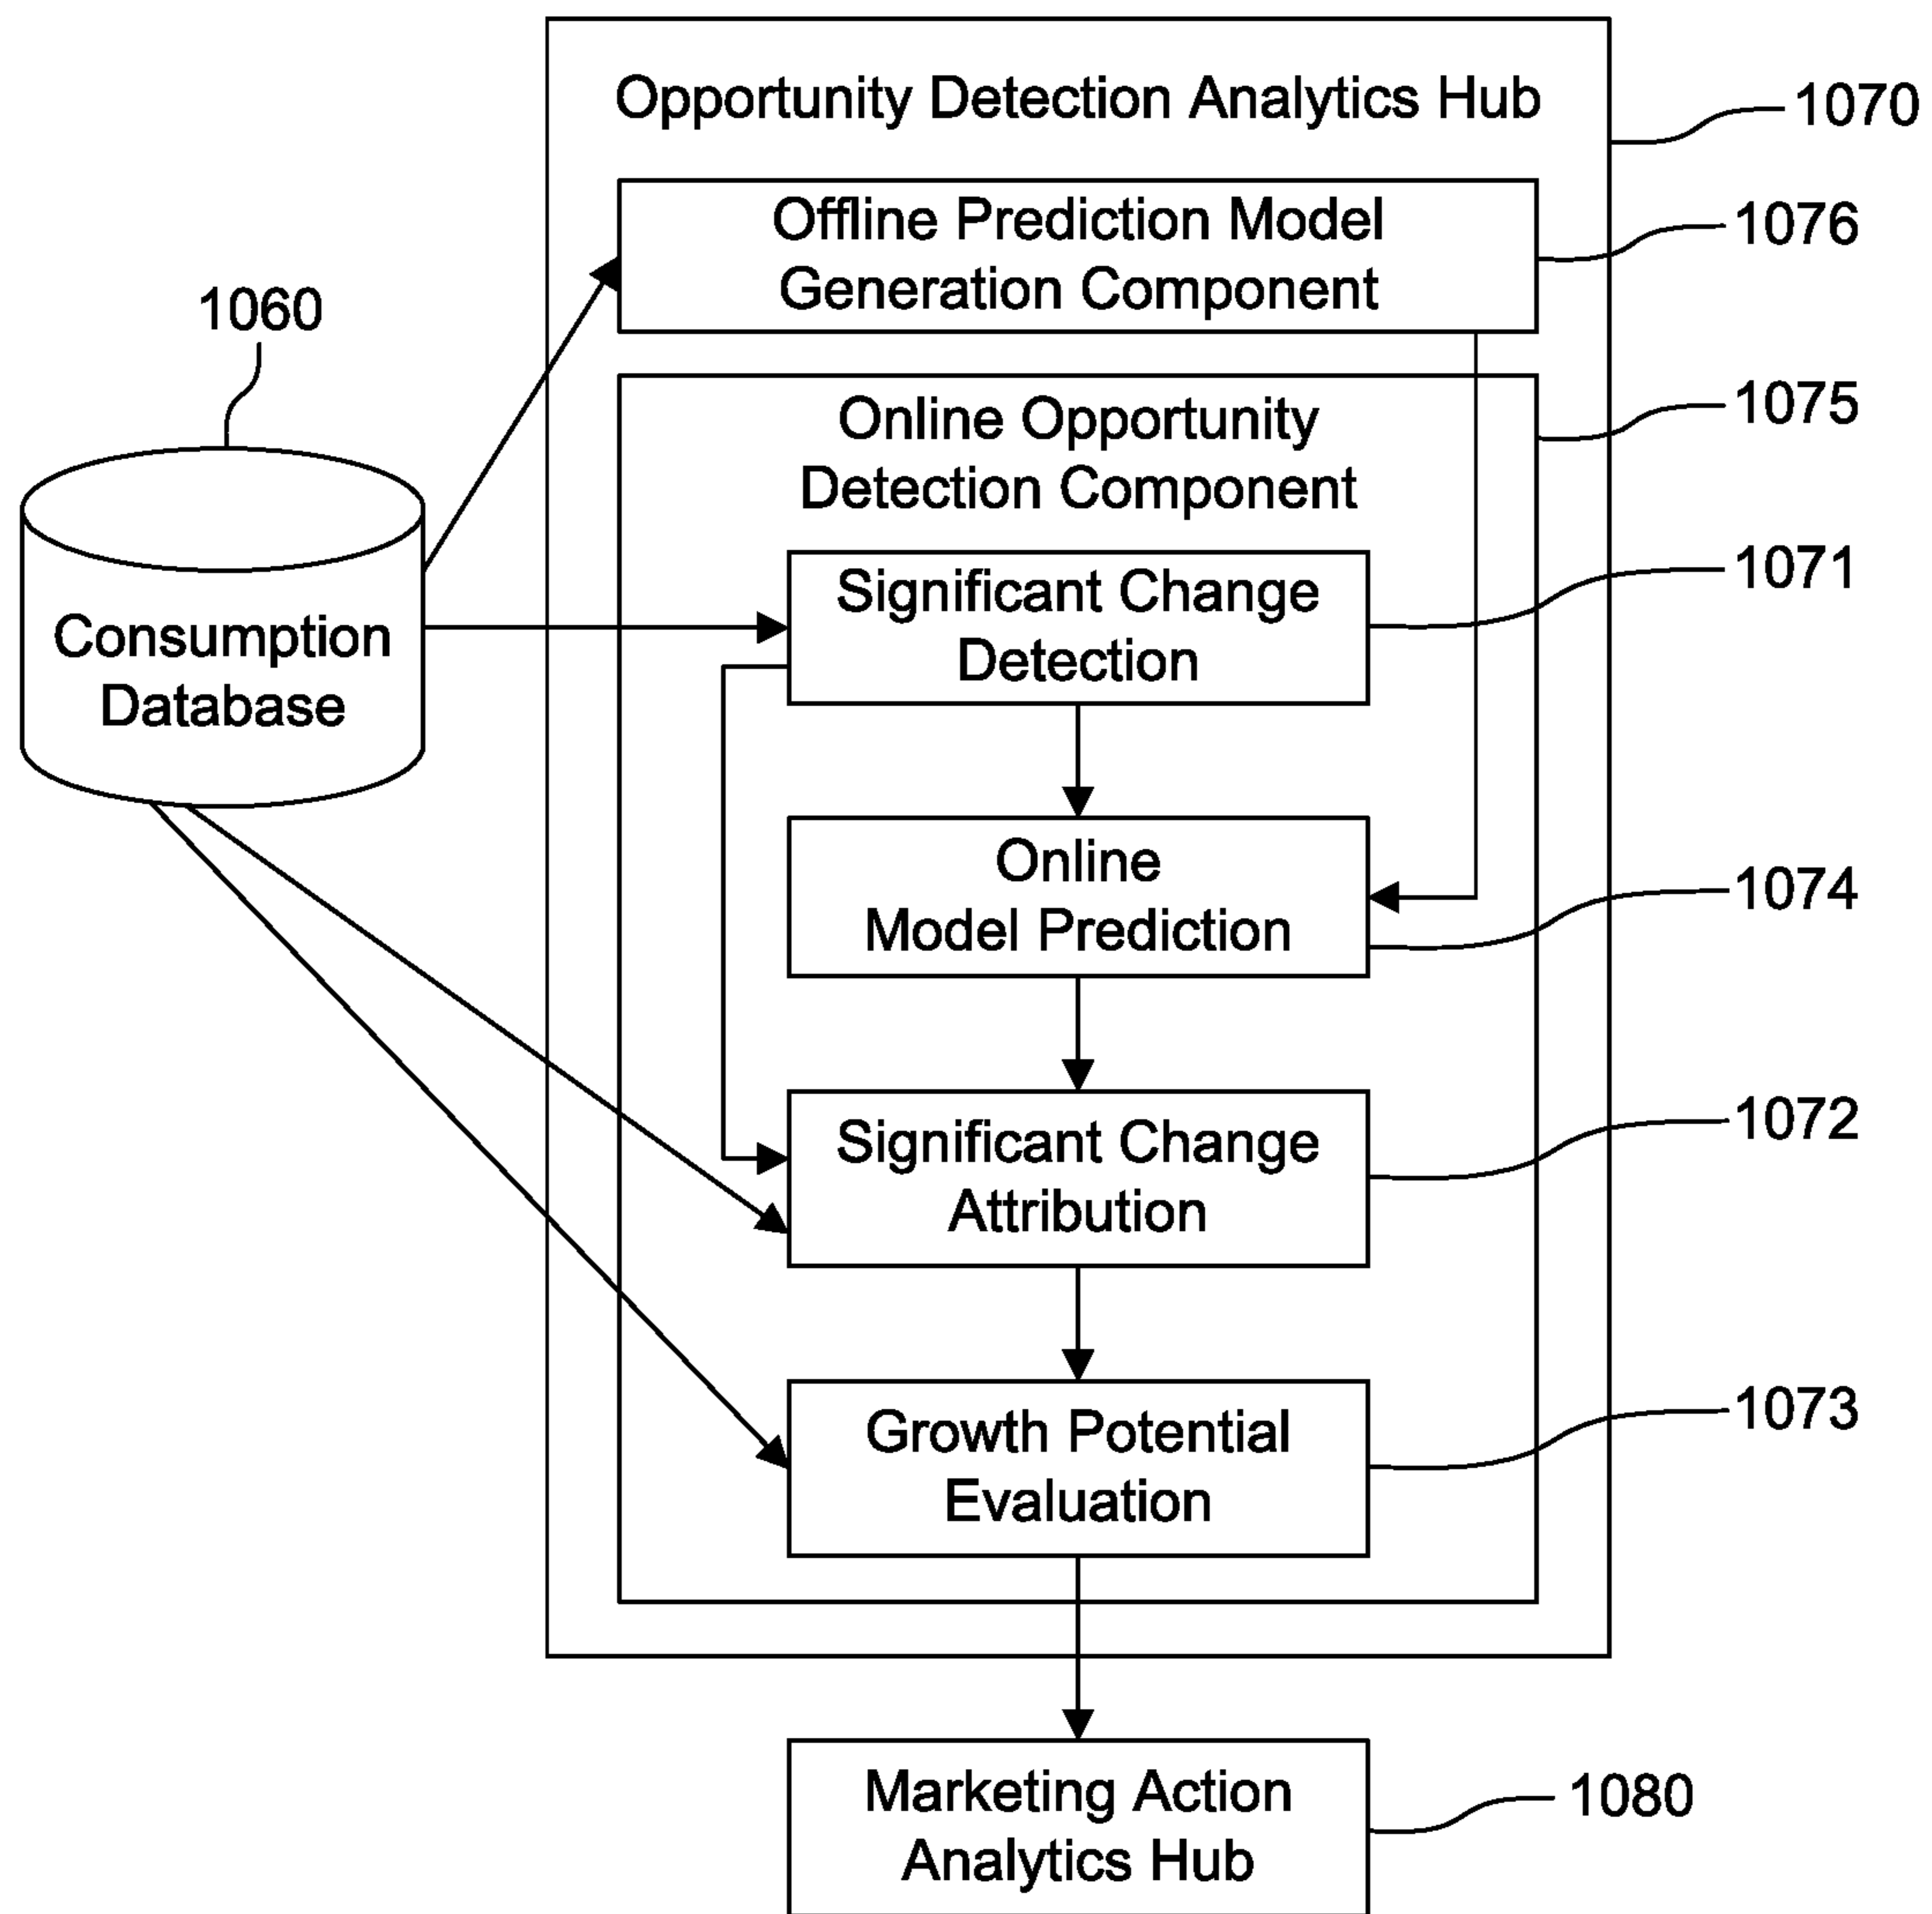 Opportunity Detection Analytics Hub
1070
Offline Prediction Model
Generation Component
1076
1060
Online Opportunity
Detection Component
1075
Consumption
Database
Significant Change
Detection
1071
Online
Model Prediction
1074
Significant Change
Attribution
1072
Growth Potential
Evaluation
1073
Marketing Action
Analytics Hub
1080